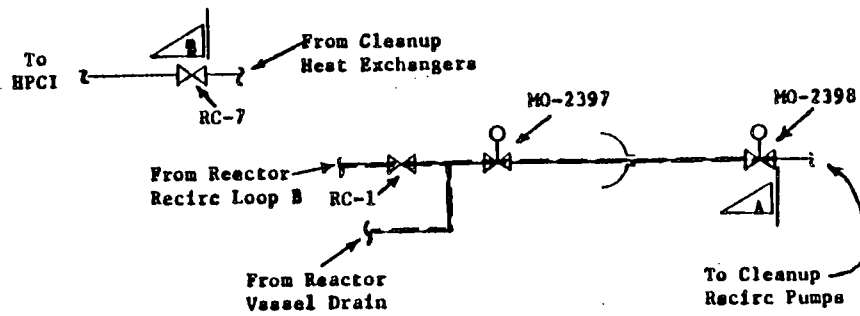 To
HPCI
B
From Cleanup
Heat Exchangers
RC-7
MO-2397
MO-2398
From Reactor
Recirc Loop B
RC-1
A
From Reactor
Vessel Drain
To Cleanup
Recirc Pumps